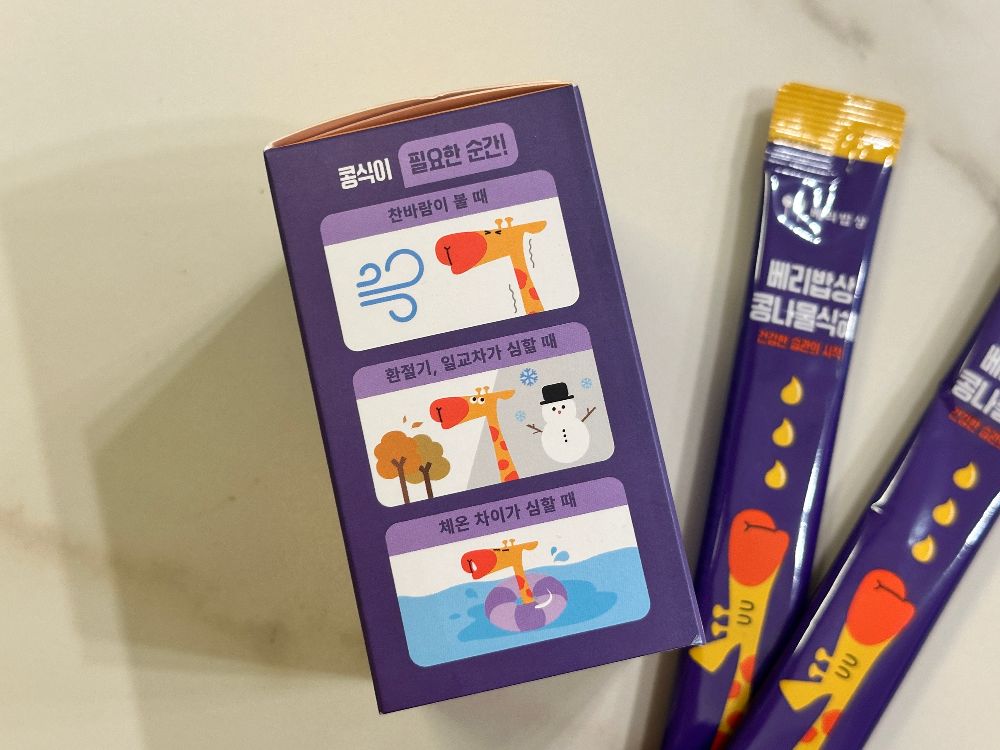 콩식이 필요한 순간!
찬바람이 불 때
환절기, 일교차가 심할 때
체온 차이가 심할 때
베리밥상
콩나물식혜
건강한 습관의 시작